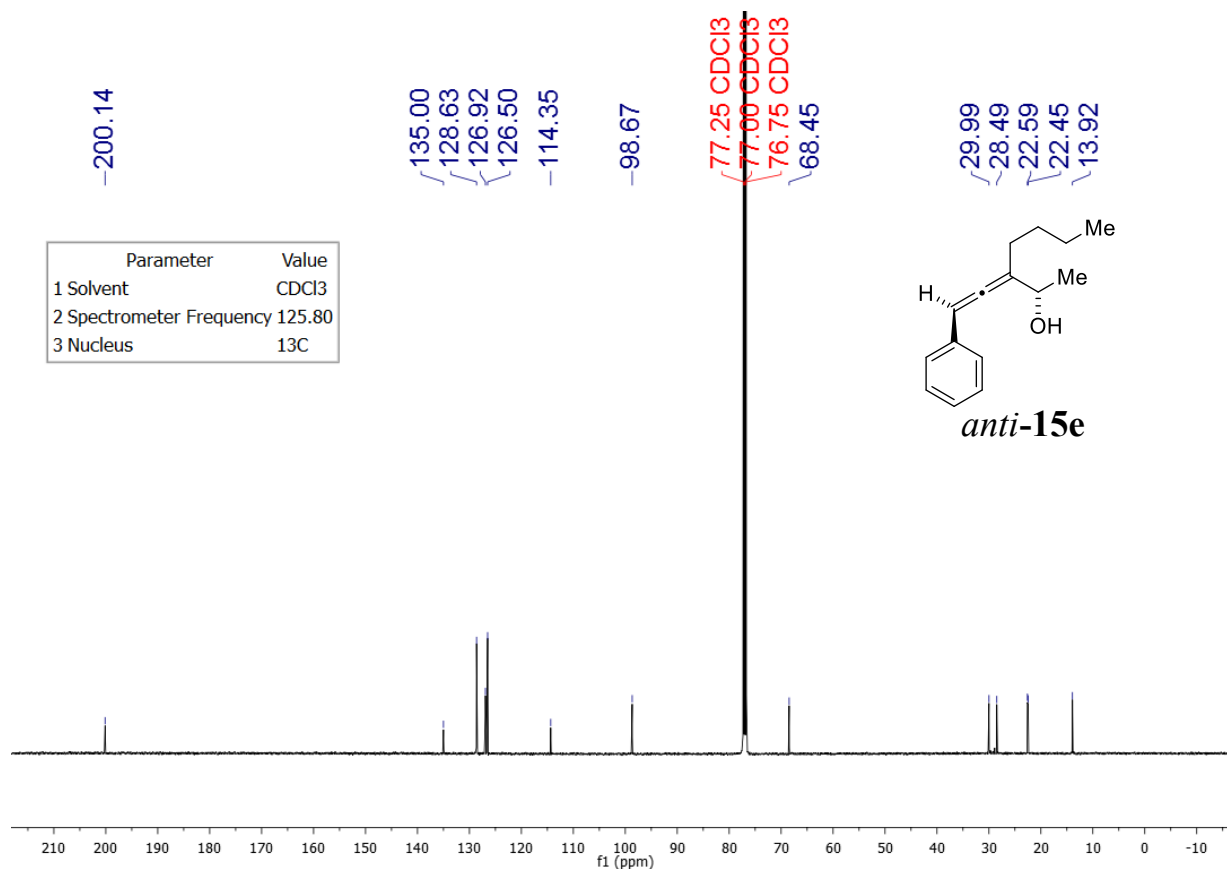 –200.14
135.00
128.63
126.92
126.50
–114.35
–98.67
77.25 CDCl3
77.00 CDCl3
76.75 CDCl3
68.45
29.99
28.49
22.59
22.45
13.92
Parameter Value
1 Solvent CDCl3
2 Spectrometer Frequency 125.80
3 Nucleus 13C
Me
H
Me
OH
anti-15e
210 200 190 180 170 160 150 140 130 120 110 100 90 80 70 60 50 40 30 20 10 0 -10
f1 (ppm)